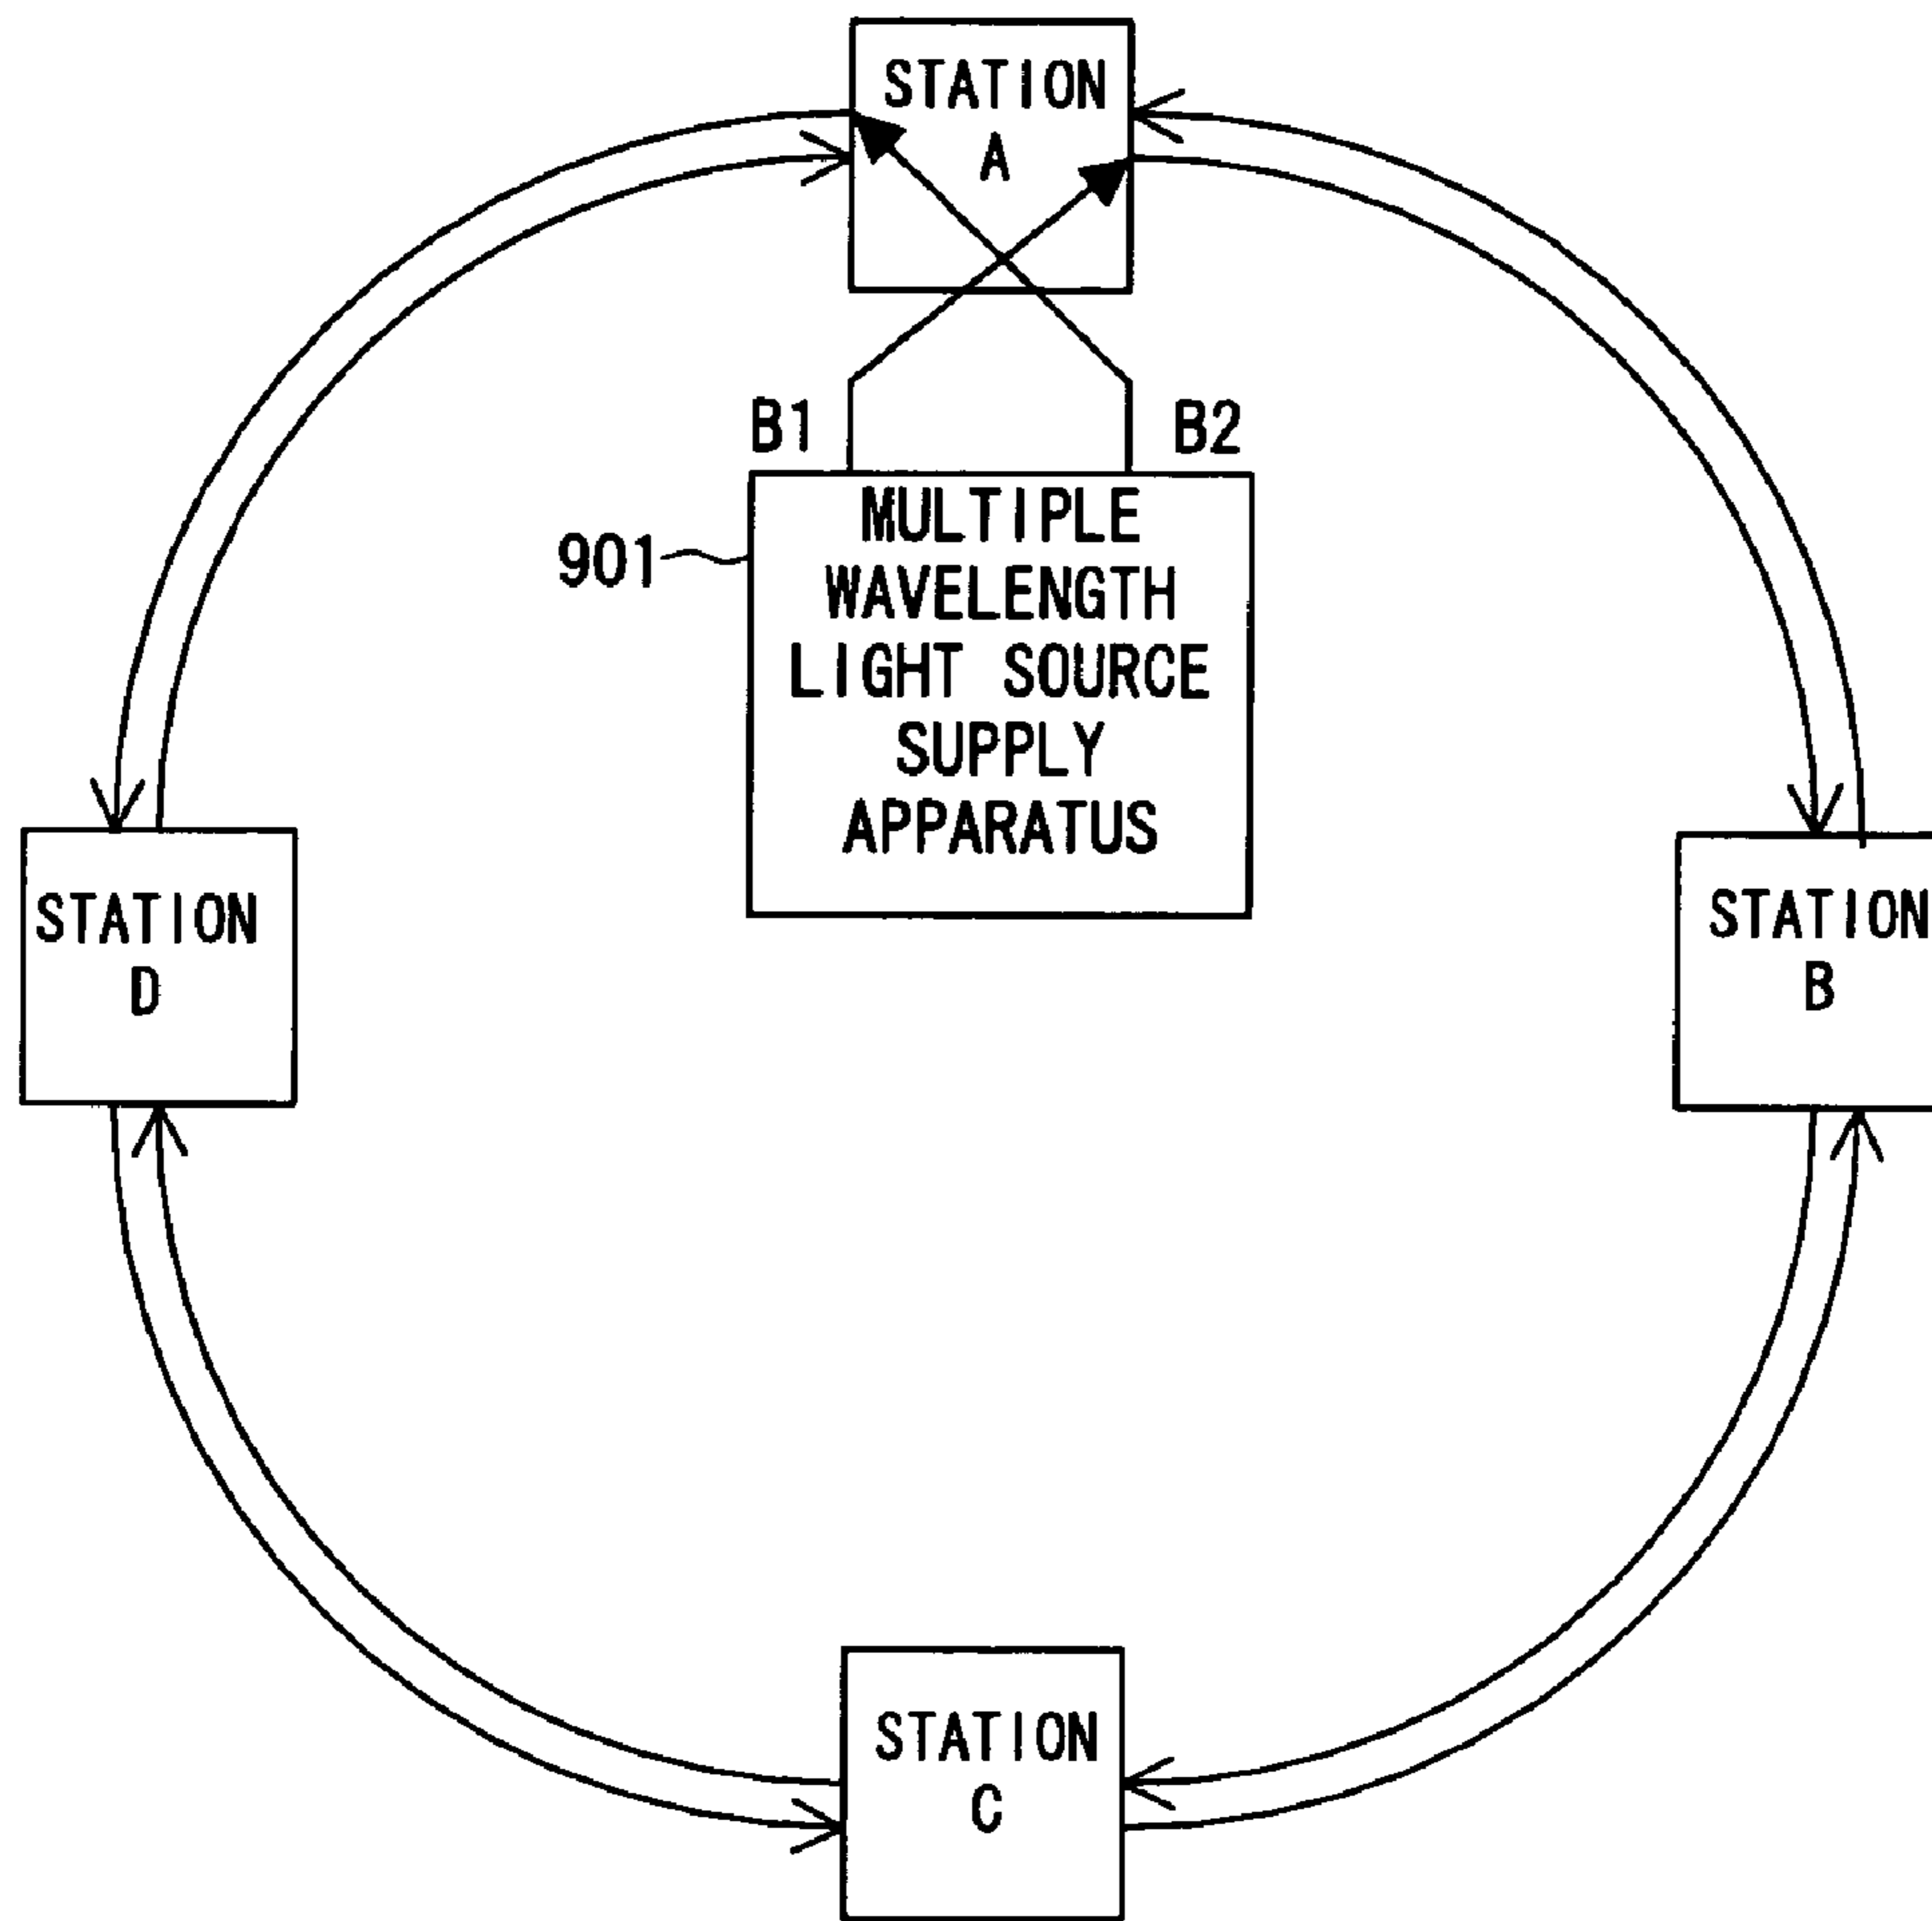 STATION
A
B1
B2
901
MULTIPLE
WAVELENGTH
LIGHT SOURCE
SUPPLY
APPARATUS
STATION
D
STATION
B
STATION
C